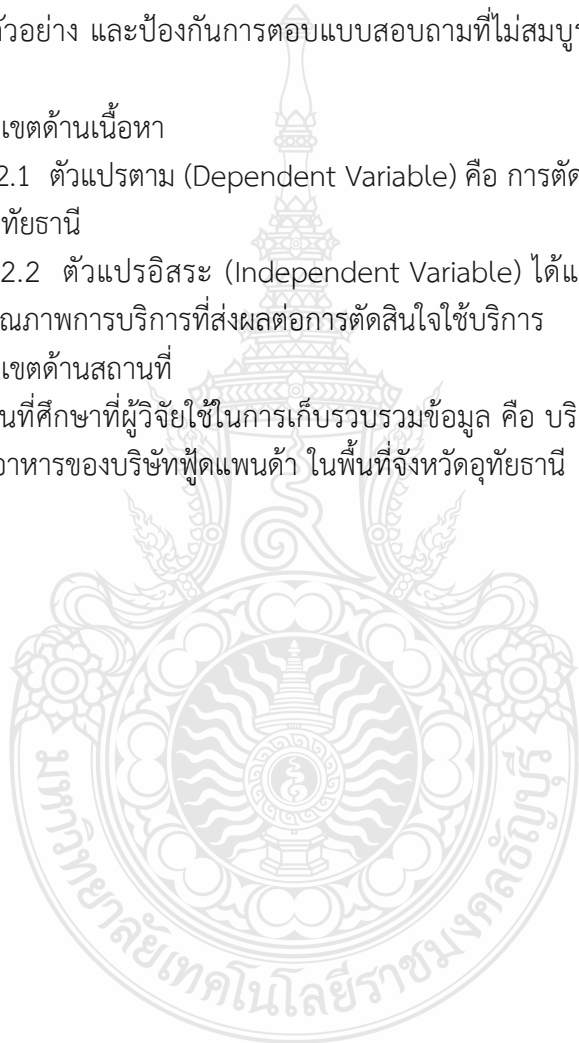 ตัวอย่าง และป้องกันการตอบแบบสอบถามที่ไม่สมบูร
เขตด้านเนื้อหา
2.1 ตัวแปรตาม (Dependent Variable) คือ การตัด
ทัยธานี
2.2 ตัวแปรอิสระ (Independent Variable) ได้แ
ณภาพการบริการที่ส่งผลต่อการตัดสินใจใช้บริการ
เขตด้านสถานที่
นที่ศึกษาที่ผู้วิจัยใช้ในการเก็บรวบรวมข้อมูล คือ บริ
อาหารของบริษัทฟู้ดแพนด้า ในพื้นที่จังหวัดอุทัยธานี
มหาวิทยาลัยเทคโนโลยีราชมงคลธัญบุรี